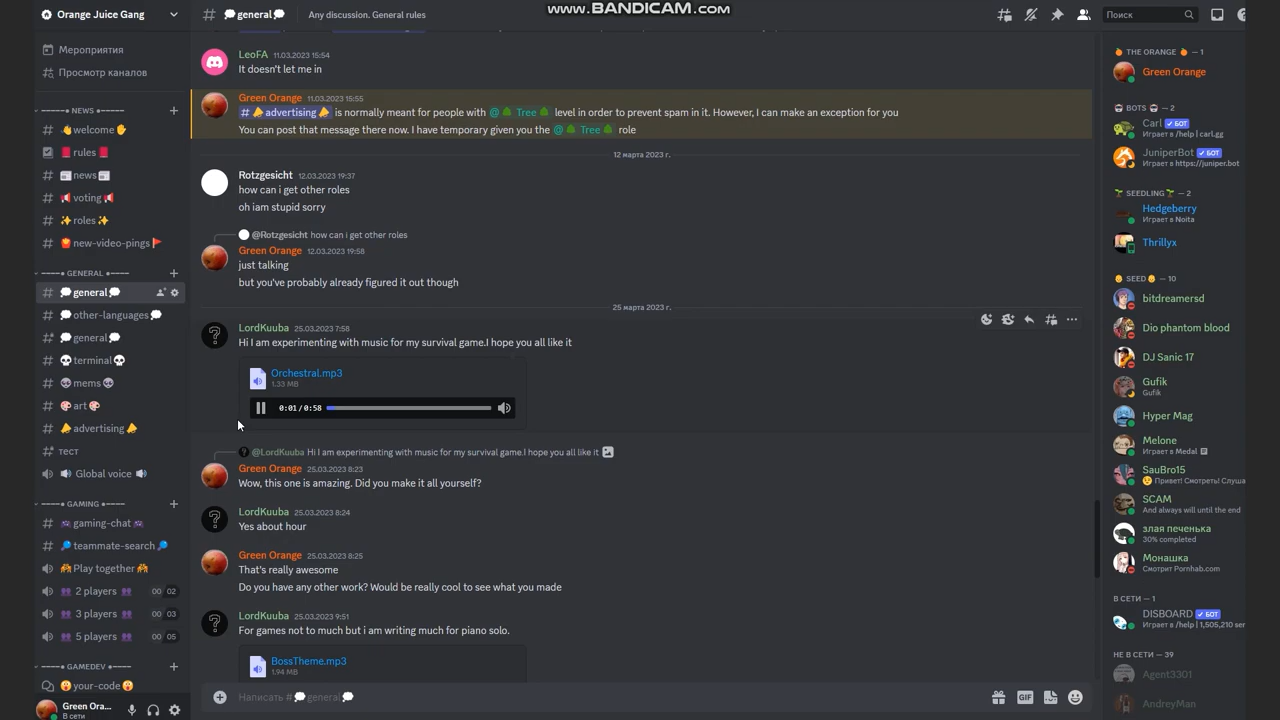 www.BANDICAM.com
Orange Juice Gang
general
Any discussion. General rules
Поиск
Мероприятия
Просмотр каналов
NEWS
welcome
rules
news
voting
roles
new-video-pings
GENERAL
general
other-languages
general
terminal
mems
art
advertising
тест
Global voice
GAMING
gaming-chat
teammate-search
Play together
2 players 00 02
3 players 00 03
5 players 00 05
GAMEDEV
your-code
Green Ora...
В сети
LeoFA 11.03.2023 15:54
It doesn't let me in
Green Orange 11.03.2023 15:55
# advertising is normally meant for people with @ Tree level in order to prevent spam in it. However, I can make an exception for you
You can post that message there now. I have temporary given you the @ Tree role
12 марта 2023 г.
Rotzgesicht 12.03.2023 19:37
how can i get other roles
oh iam stupid sorry
@Rotzgesicht how can i get other roles
Green Orange 12.03.2023 19:58
just talking
but you've probably already figured it out though
25 марта 2023 г.
LordKuuba 25.03.2023 7:58
Hi I am experimenting with music for my survival game.I hope you all like it
Orchestral.mp3
1.33 MB
0:01/0:58
@LordKuuba Hi I am experimenting with music for my survival game.I hope you all like it
Green Orange 25.03.2023 8:23
Wow, this one is amazing. Did you make it all yourself?
LordKuuba 25.03.2023 8:24
Yes about hour
Green Orange 25.03.2023 8:25
That's really awesome
Do you have any other work? Would be really cool to see what you made
LordKuuba 25.03.2023 9:51
For games not to much but i am writing much for piano solo.
BossTheme.mp3
1.94 MB
Написать # general
GIF
THE ORANGE — 1
Green Orange
BOTS — 2
Carl БОТ
Играет в /help | carl.gg
JuniperBot БОТ
Играет в https://juniper.bot
SEEDLING — 2
Hedgeberry
Играет в Noita
Thrillyx
SEED — 10
bitdreamersd
Dio phantom blood
DJ Sanic 17
Gufik
Gufik
Hyper Mag
Melone
Играет в Medal
SauBro15
Привет! Смотри! Слуша
SCAM
And always will until the end
злая печенька
30% completed
Монашка
Смотрит Pornhab.com
В СЕТИ — 1
DISBOARD БОТ
Играет в /help | 1,505,210 ser
НЕ В СЕТИ — 39
Agent3301
AndreyMan